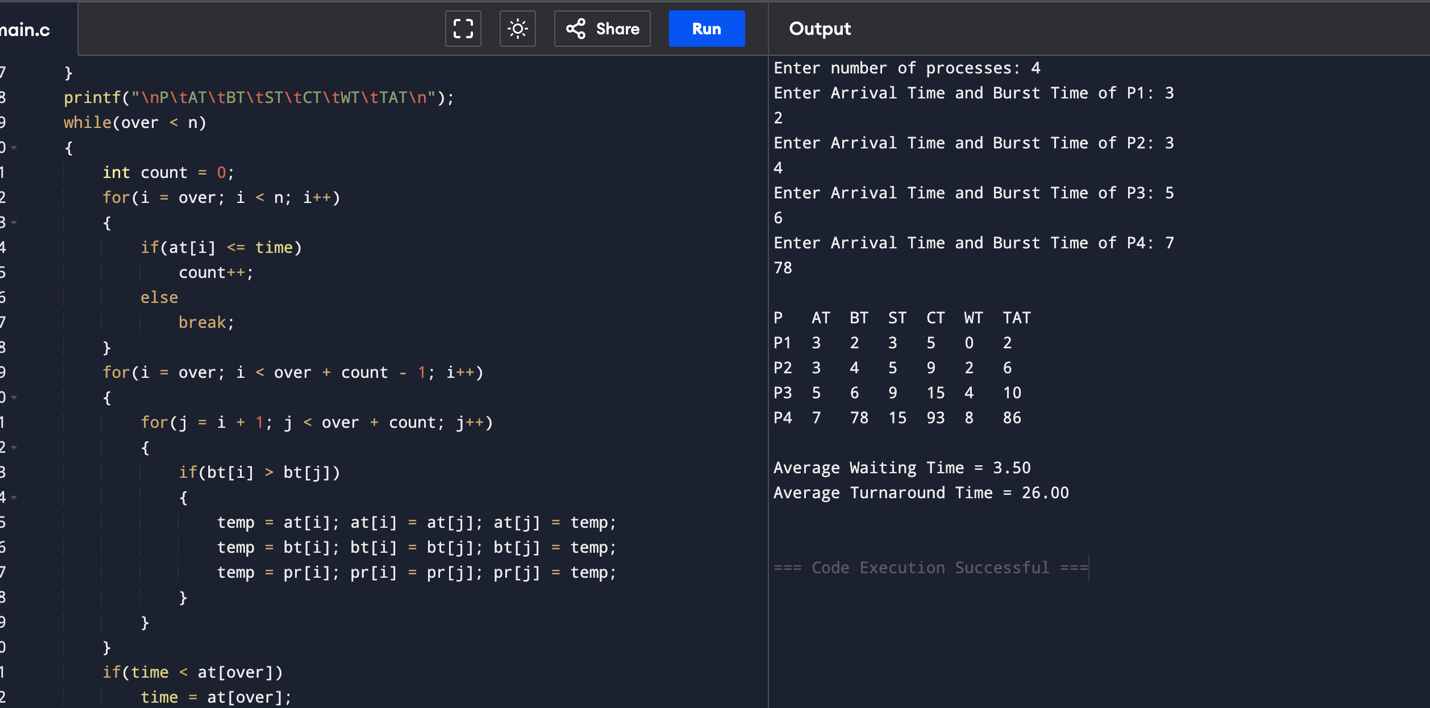 main.c
Share
Run
Output
7 }
8 printf("\nP\tAT\tBT\tST\tCT\tWT\tTAT\n");
9 while(over < n)
0 {
1 int count = 0;
2 for(i = over; i < n; i++)
3 {
4 if(at[i] <= time)
5 count++;
6 else
7 break;
8 }
9 for(i = over; i < over + count - 1; i++)
0 {
1 for(j = i + 1; j < over + count; j++)
2 {
3 if(bt[i] > bt[j])
4 {
5 temp = at[i]; at[i] = at[j]; at[j] = temp;
6 temp = bt[i]; bt[i] = bt[j]; bt[j] = temp;
7 temp = pr[i]; pr[i] = pr[j]; pr[j] = temp;
8 }
9 }
0 }
1 if(time < at[over])
2 time = at[over];
Enter number of processes: 4
Enter Arrival Time and Burst Time of P1: 3
2
Enter Arrival Time and Burst Time of P2: 3
4
Enter Arrival Time and Burst Time of P3: 5
6
Enter Arrival Time and Burst Time of P4: 7
78
P AT BT ST CT WT TAT
P1 3 2 3 5 0 2
P2 3 4 5 9 2 6
P3 5 6 9 15 4 10
P4 7 78 15 93 8 86
Average Waiting Time = 3.50
Average Turnaround Time = 26.00
=== Code Execution Successful ===